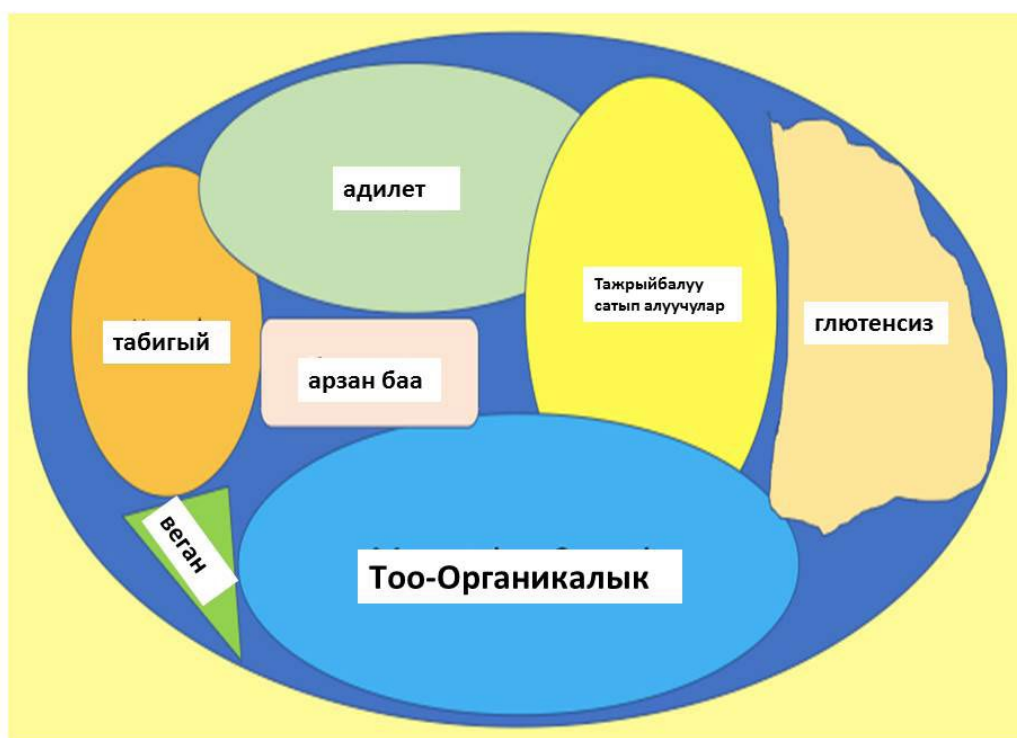 адилет
Тажрыйбалуу
сатып алуучулар
глютенсиз
табигый
арзан баа
веган
Тоо-Органикалык